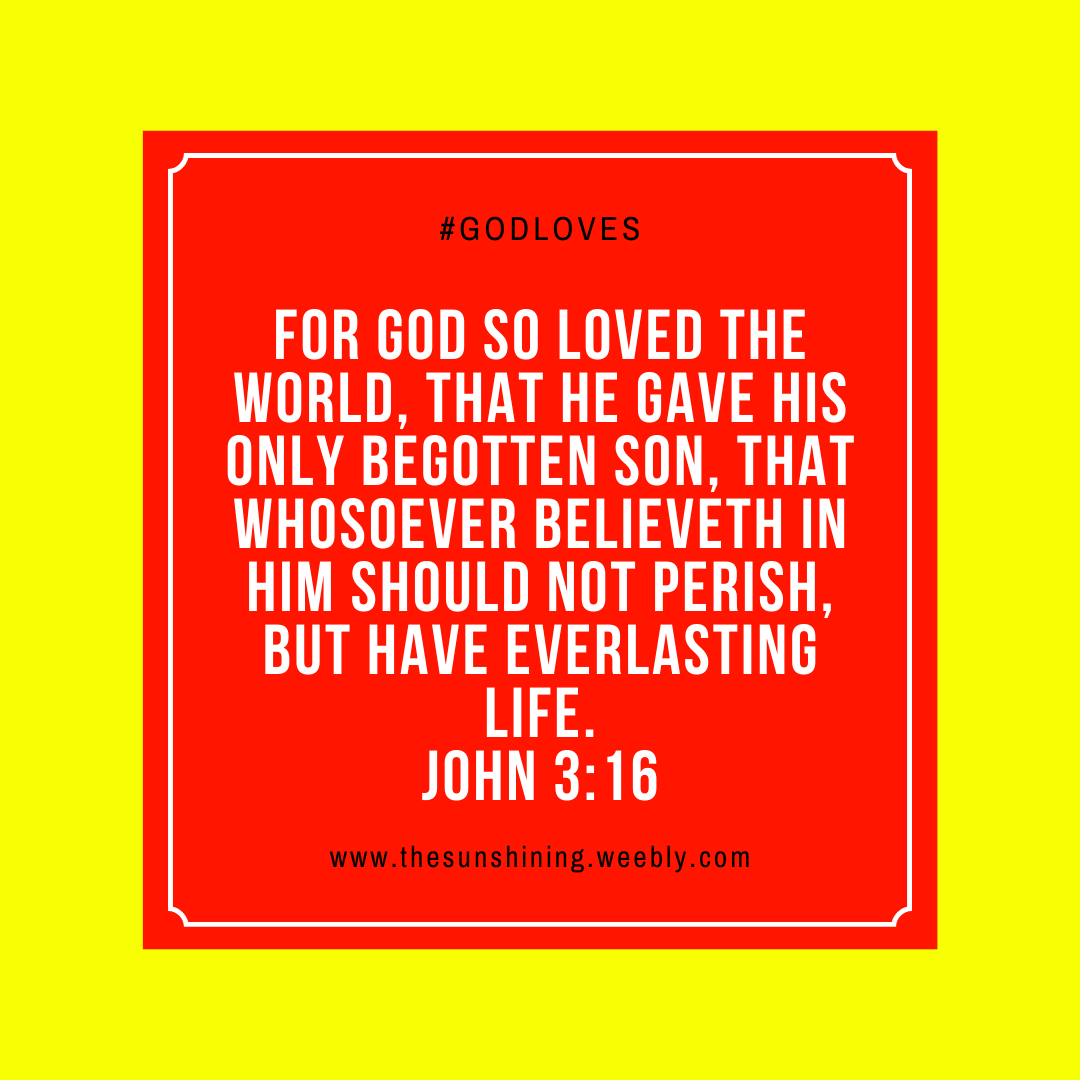 #GODLOVES
FOR GOD SO LOVED THE
WORLD, THAT HE GAVE HIS
ONLY BEGOTTEN SON, THAT
WHOSOEVER BELIEVETH IN
HIM SHOULD NOT PERISH,
BUT HAVE EVERLASTING
LIFE.
JOHN 3:16
www.thesunshining.weebly.com